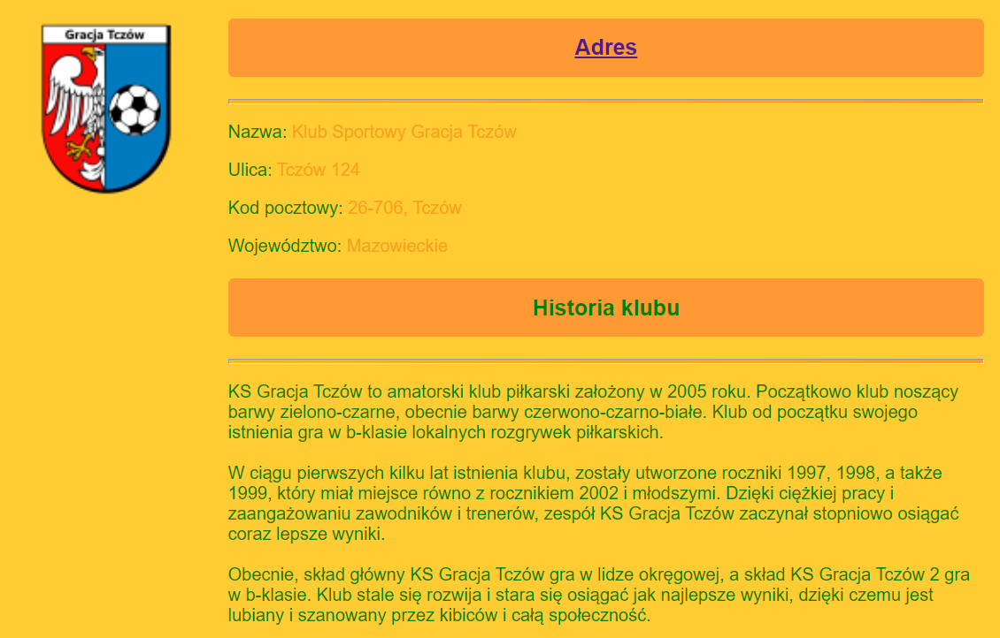 Gracja Tczów
Adres
Nazwa: Klub Sportowy Gracja Tczów
Ulica: Tczów 124
Kod pocztowy: 26-706, Tczów
Województwo: Mazowieckie
Historia klubu
KS Gracja Tczów to amatorski klub piłkarski założony w 2005 roku. Początkowo klub noszący
barwy zielono-czarne, obecnie barwy czerwono-czarno-białe. Klub od początku swojego
istnienia gra w b-klasie lokalnych rozgrywek piłkarskich.
W ciągu pierwszych kilku lat istnienia klubu, zostały utworzone roczniki 1997, 1998, a także
1999, który miał miejsce równo z rocznikiem 2002 i młodszymi. Dzięki ciężkiej pracy i
zaangażowaniu zawodników i trenerów, zespół KS Gracja Tczów zaczynał stopniowo osiągać
coraz lepsze wyniki.
Obecnie, skład główny KS Gracja Tczów gra w lidze okręgowej, a skład KS Gracja Tczów 2 gra
w b-klasie. Klub stale się rozwija i stara się osiągać jak najlepsze wyniki, dzięki czemu jest
lubiany i szanowany przez kibiców i całą społeczność.